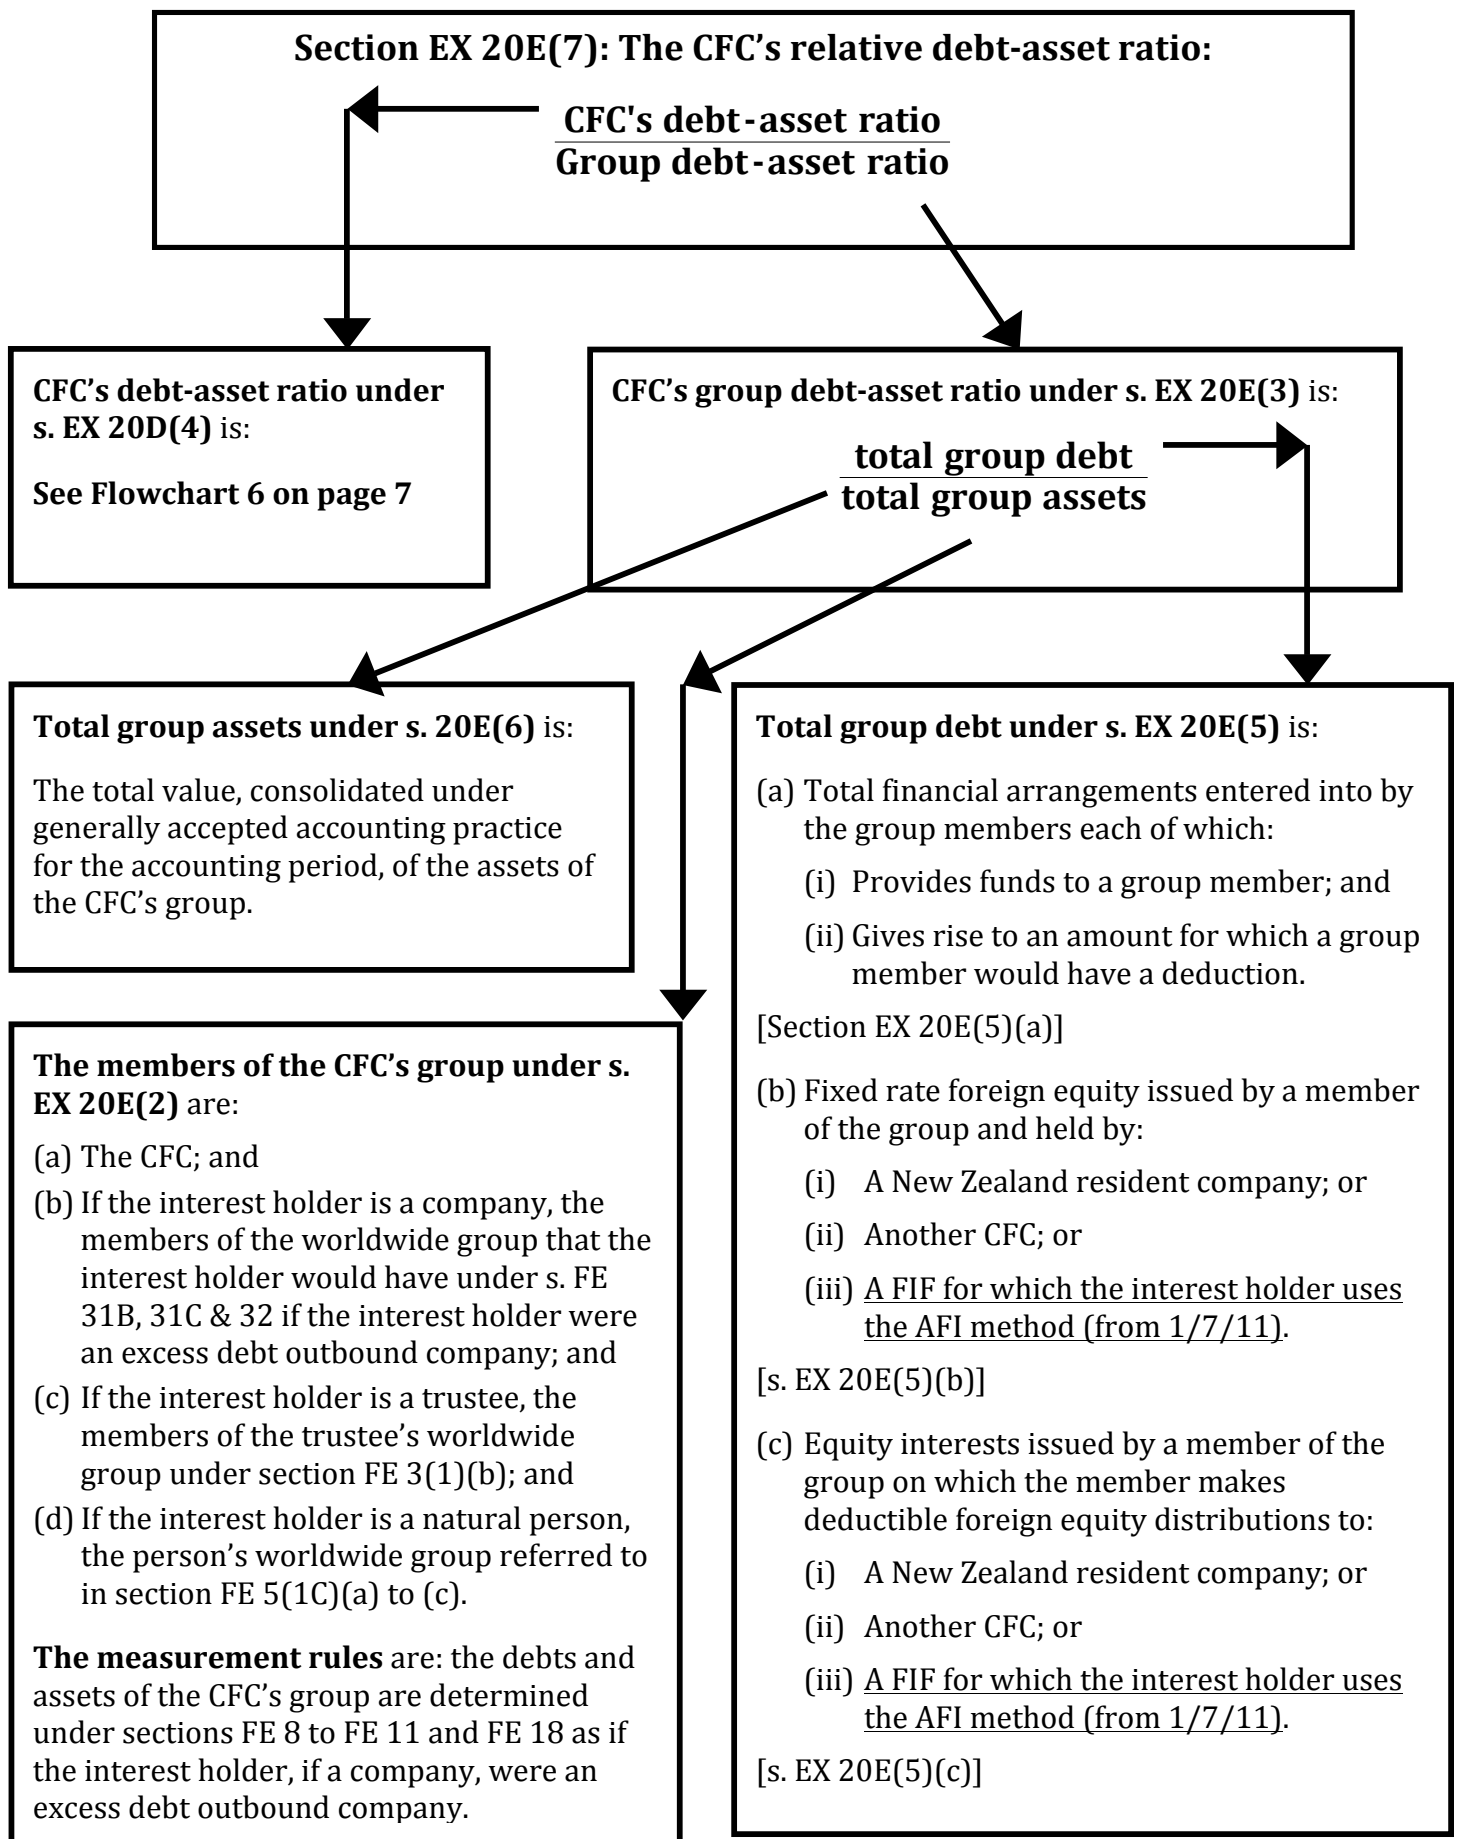 Section EX 20E(7): The CFC’s relative debt-asset ratio:
CFC's debt-asset ratio
Group debt-asset ratio
CFC’s debt-asset ratio under
s. EX 20D(4) is:
See Flowchart 6 on page 7
CFC’s group debt-asset ratio under s. EX 20E(3) is:
total group debt
total group assets
Total group assets under s. 20E(6) is:
The total value, consolidated under
generally accepted accounting practice
for the accounting period, of the assets of
the CFC’s group.
The members of the CFC’s group under s.
EX 20E(2) are:
(a) The CFC; and
(b) If the interest holder is a company, the
members of the worldwide group that the
interest holder would have under s. FE
31B, 31C & 32 if the interest holder were
an excess debt outbound company; and
(c) If the interest holder is a trustee, the
members of the trustee’s worldwide
group under section FE 3(1)(b); and
(d) If the interest holder is a natural person,
the person’s worldwide group referred to
in section FE 5(1C)(a) to (c).
The measurement rules are: the debts and
assets of the CFC’s group are determined
under sections FE 8 to FE 11 and FE 18 as if
the interest holder, if a company, were an
excess debt outbound company.
Total group debt under s. EX 20E(5) is:
(a) Total financial arrangements entered into by
the group members each of which:
(i) Provides funds to a group member; and
(ii) Gives rise to an amount for which a group
member would have a deduction.
[Section EX 20E(5)(a)]
(b) Fixed rate foreign equity issued by a member
of the group and held by:
(i) A New Zealand resident company; or
(ii) Another CFC; or
(iii) A FIF for which the interest holder uses
the AFI method (from 1/7/11).
[s. EX 20E(5)(b)]
(c) Equity interests issued by a member of the
group on which the member makes
deductible foreign equity distributions to:
(i) A New Zealand resident company; or
(ii) Another CFC; or
(iii) A FIF for which the interest holder uses
the AFI method (from 1/7/11).
[s. EX 20E(5)(c)]